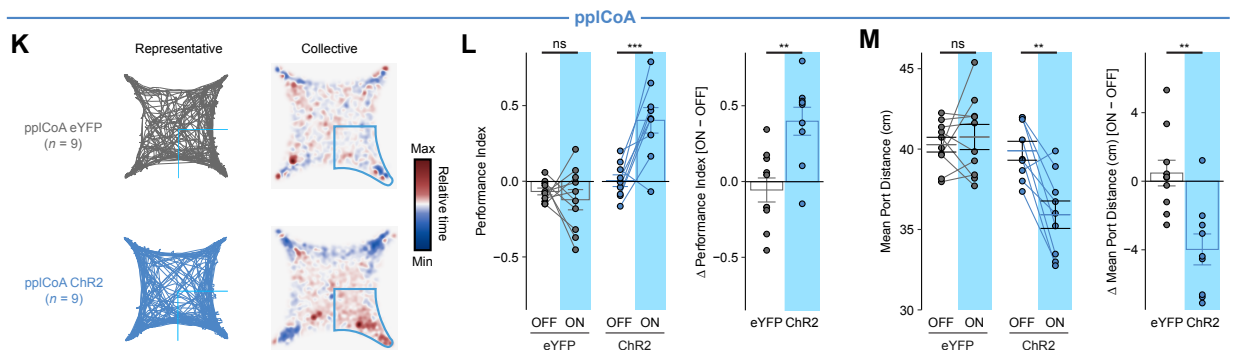 pplCoA
K
Representative
Collective
pplCoA eYFP
(n = 9)
pplCoA ChR2
(n = 9)
Max
Relative time
Min
L
Performance Index
0.5
0.0
−0.5
ns
***
OFF ON
eYFP
OFF ON
ChR2
Δ Performance Index [ON − OFF]
0.5
0.0
−0.5
**
eYFP ChR2
M
Mean Port Distance (cm)
45
40
35
30
ns
**
OFF ON
eYFP
OFF ON
ChR2
Δ Mean Port Distance (cm) [ON − OFF]
4
0
−4
**
eYFP ChR2